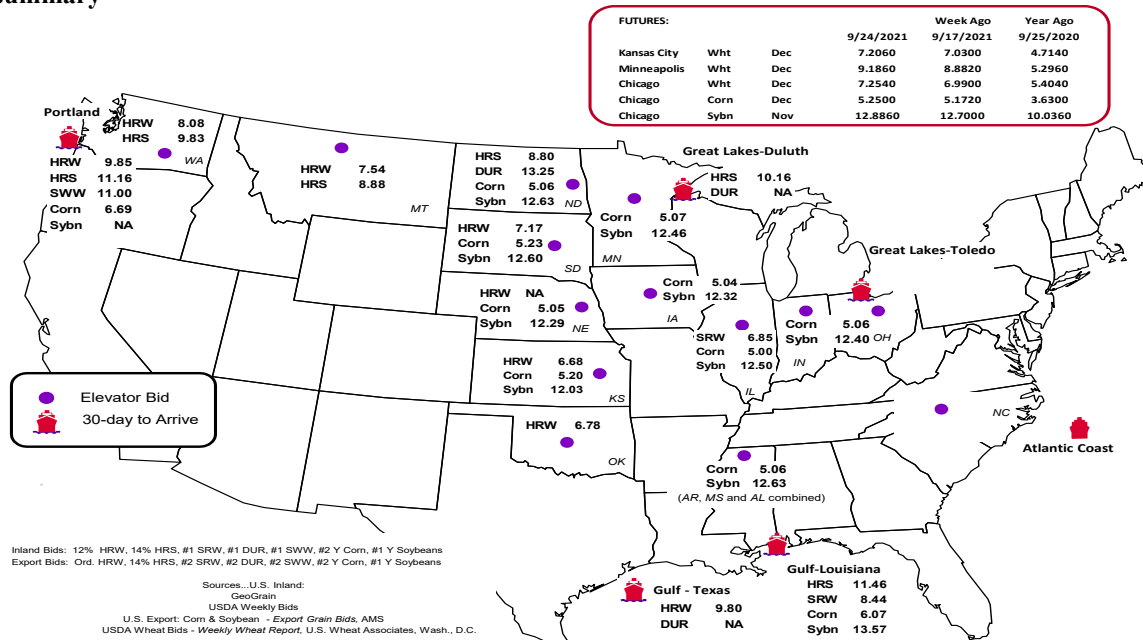 Summary
FUTURES: Week Ago Year Ago
9/24/2021 9/17/2021 9/25/2020
Kansas City Wht Dec 7.2060 7.0300 4.7140
Minneapolis Wht Dec 9.1860 8.8820 5.2960
Chicago Wht Dec 7.2540 6.9900 5.4040
Chicago Corn Dec 5.2500 5.1720 3.6300
Chicago Sybn Nov 12.8860 12.7000 10.0360
Portland
HRW 9.85
HRS 11.16
SWW 11.00
Corn 6.69
Sybn NA
HRW 8.08
HRS 9.83
WA
HRW 7.54
HRS 8.88
MT
HRS 8.80
DUR 13.25
Corn 5.06
Sybn 12.63
ND
HRW 7.17
Corn 5.23
Sybn 12.60
SD
HRW NA
Corn 5.05
Sybn 12.29
NE
HRW 6.68
Corn 5.20
Sybn 12.03
KS
HRW 6.78
OK
Great Lakes-Duluth
HRS 10.16
DUR NA
Corn 5.07
Sybn 12.46
MN
Corn 5.04
Sybn 12.32
IA
SRW 6.85
Corn 5.00
Sybn 12.50
IL
Great Lakes-Toledo
Corn 5.06
Sybn 12.40
IN
OH
NC
Atlantic Coast
Corn 5.06
Sybn 12.63
(AR, MS and AL combined)
Elevator Bid
30-day to Arrive
Gulf - Texas
HRW 9.80
DUR NA
Gulf-Louisiana
HRS 11.46
SRW 8.44
Corn 6.07
Sybn 13.57
Inland Bids: 12% HRW, 14% HRS, #1 SRW, #1 DUR, #1 SWW, #2 Y Corn, #1 Y Soybeans
Export Bids: Ord. HRW, 14% HRS, #2 SRW, #2 DUR, #2 SWW, #2 Y Corn, #1 Y Soybeans
Sources...U.S. Inland:
GeoGrain
USDA Weekly Bids
U.S. Export: Corn & Soybean - Export Grain Bids, AMS
USDA Wheat Bids - Weekly Wheat Report, U.S. Wheat Associates, Wash., D.C.